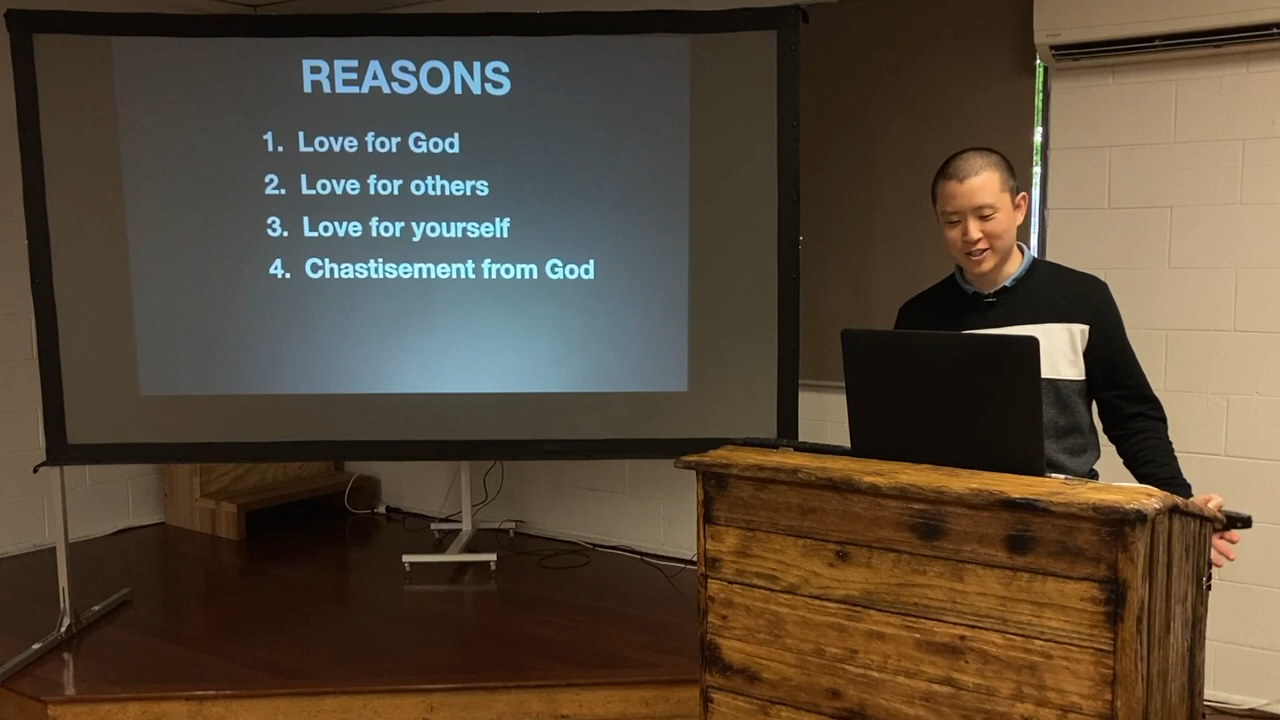 REASONS
1. Love for God
2. Love for others
3. Love for yourself
4. Chastisement from God